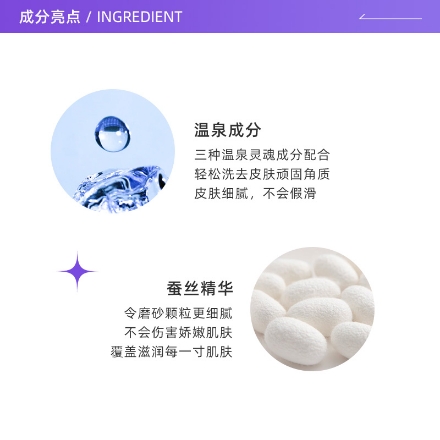 成分亮点 / INGREDIENT
温泉成分
三种温泉灵魂成分配合
轻松洗去皮肤顽固角质
皮肤细腻，不会假滑
蚕丝精华
令磨砂颗粒更细腻
不会伤害娇嫩肌肤
覆盖滋润每一寸肌肤